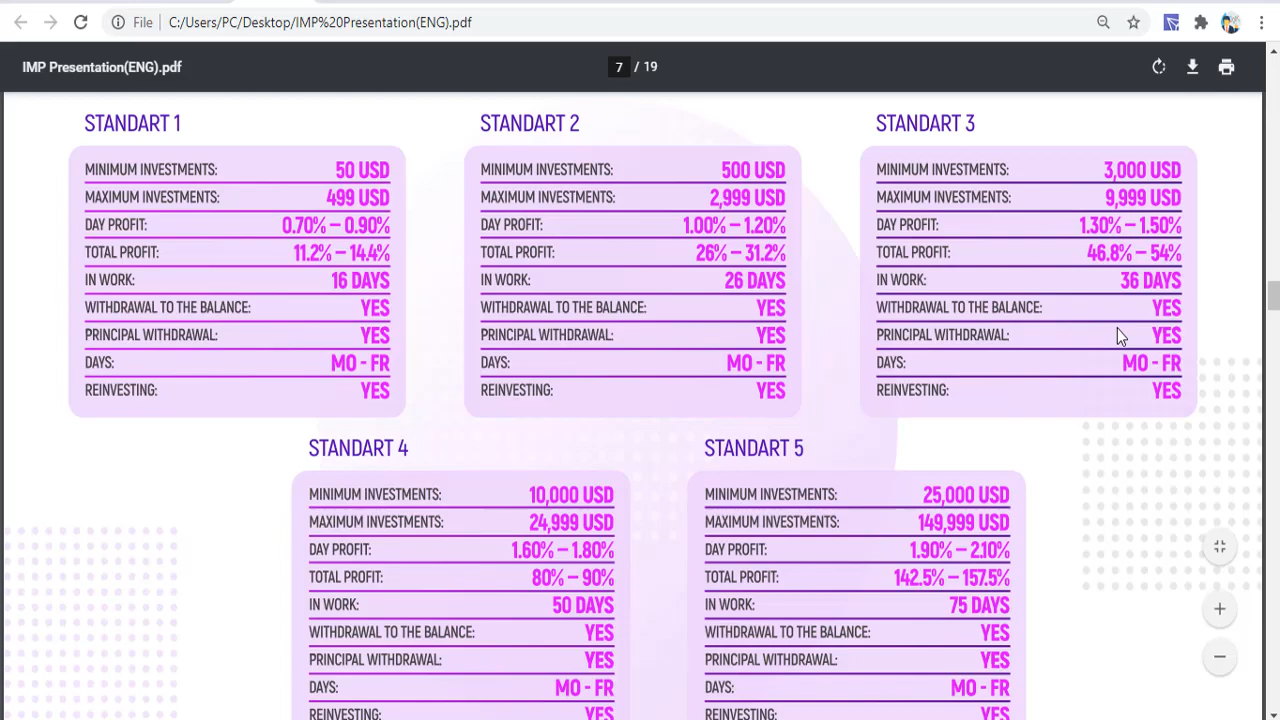 File C:/Users/PC/Desktop/IMP%20Presentation(ENG).pdf
IMP Presentation(ENG).pdf
7 / 19
STANDART 1
MINIMUM INVESTMENTS: 50 USD
MAXIMUM INVESTMENTS: 499 USD
DAY PROFIT: 0.70% – 0.90%
TOTAL PROFIT: 11.2% – 14.4%
IN WORK: 16 DAYS
WITHDRAWAL TO THE BALANCE: YES
PRINCIPAL WITHDRAWAL: YES
DAYS: MO - FR
REINVESTING: YES
STANDART 2
MINIMUM INVESTMENTS: 500 USD
MAXIMUM INVESTMENTS: 2,999 USD
DAY PROFIT: 1.00% – 1.20%
TOTAL PROFIT: 26% – 31.2%
IN WORK: 26 DAYS
WITHDRAWAL TO THE BALANCE: YES
PRINCIPAL WITHDRAWAL: YES
DAYS: MO - FR
REINVESTING: YES
STANDART 3
MINIMUM INVESTMENTS: 3,000 USD
MAXIMUM INVESTMENTS: 9,999 USD
DAY PROFIT: 1.30% – 1.50%
TOTAL PROFIT: 46.8% – 54%
IN WORK: 36 DAYS
WITHDRAWAL TO THE BALANCE: YES
PRINCIPAL WITHDRAWAL: YES
DAYS: MO - FR
REINVESTING: YES
STANDART 4
MINIMUM INVESTMENTS: 10,000 USD
MAXIMUM INVESTMENTS: 24,999 USD
DAY PROFIT: 1.60% – 1.80%
TOTAL PROFIT: 80% – 90%
IN WORK: 50 DAYS
WITHDRAWAL TO THE BALANCE: YES
PRINCIPAL WITHDRAWAL: YES
DAYS: MO - FR
REINVESTING: YES
STANDART 5
MINIMUM INVESTMENTS: 25,000 USD
MAXIMUM INVESTMENTS: 149,999 USD
DAY PROFIT: 1.90% – 2.10%
TOTAL PROFIT: 142.5% – 157.5%
IN WORK: 75 DAYS
WITHDRAWAL TO THE BALANCE: YES
PRINCIPAL WITHDRAWAL: YES
DAYS: MO - FR
REINVESTING: YES